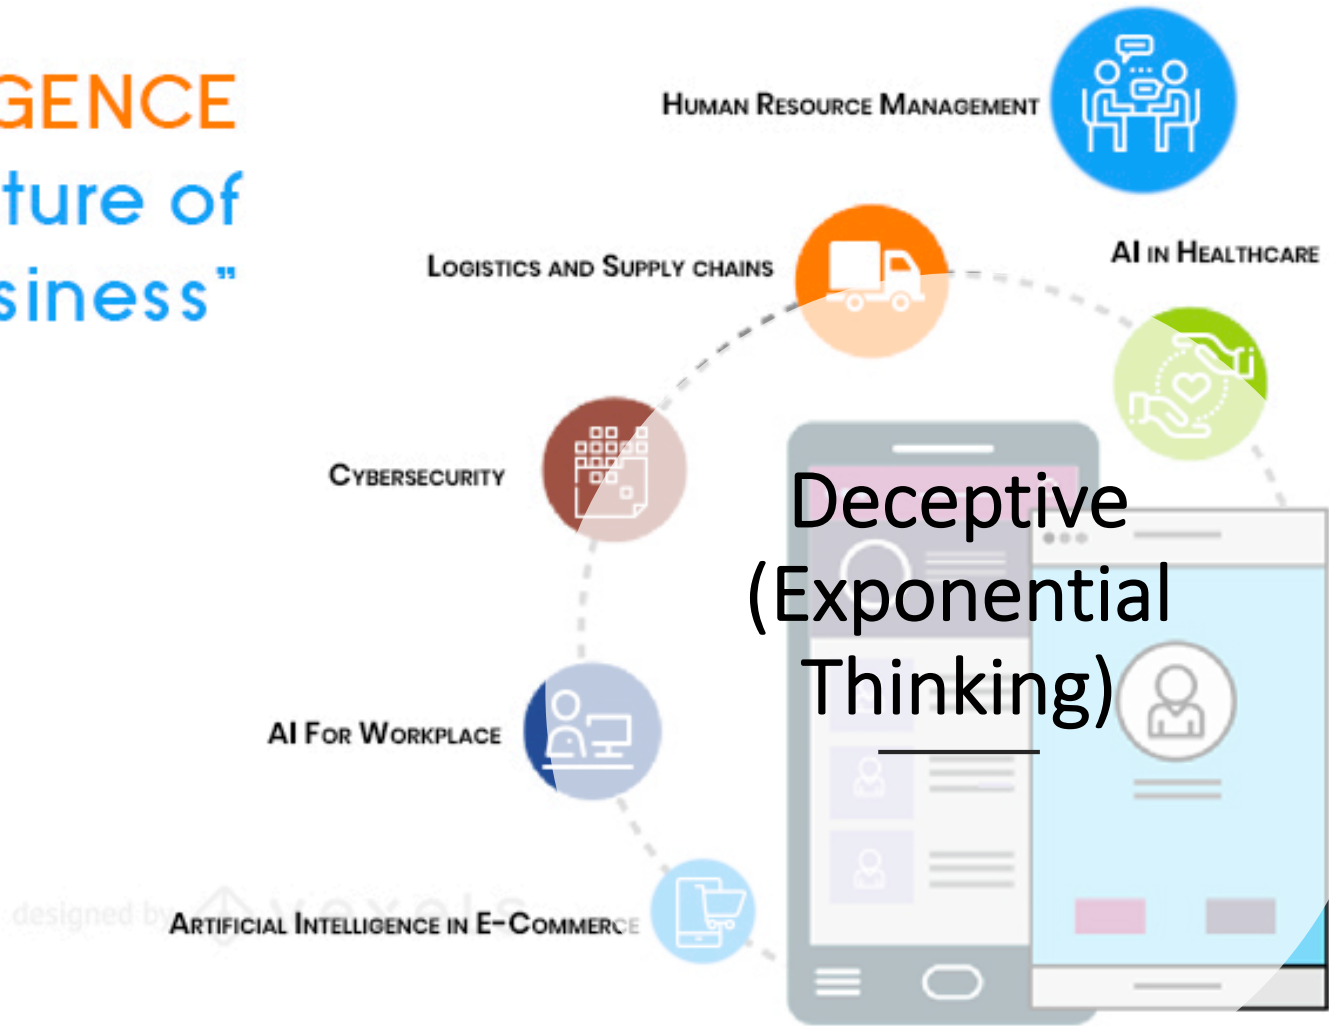 GENCE
ture of
siness”
HUMAN RESOURCE MANAGEMENT
LOGISTICS AND SUPPLY CHAINS
AI IN HEALTHCARE
CYBERSECURITY
Deceptive
(Exponential
Thinking)
AI FOR WORKPLACE
designed by vexels
ARTIFICIAL INTELLIGENCE IN E-COMMERCE